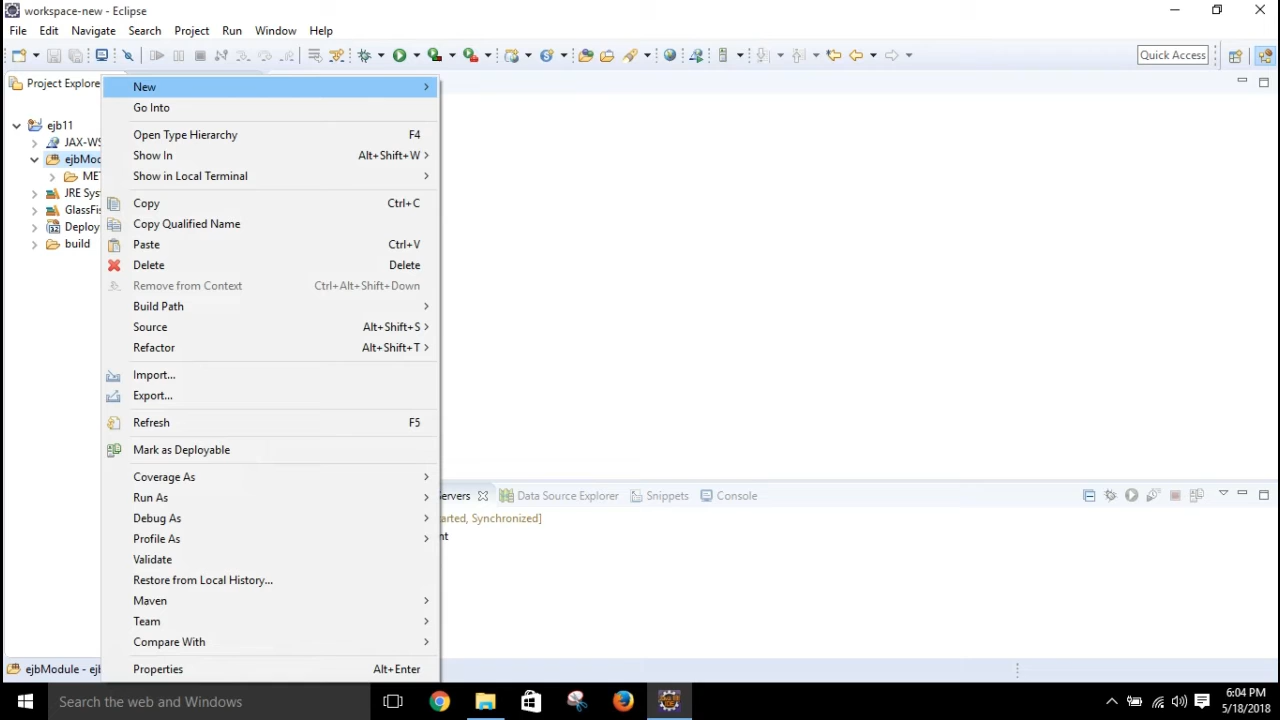 workspace-new - Eclipse
File Edit Navigate Search Project Run Window Help
Quick Access
Project Explore
ejb11
JAX-WS
ejbMod
MET
JRE Sys
GlassFis
Deploy
build
New
Go Into
Open Type Hierarchy F4
Show In Alt+Shift+W
Show in Local Terminal
Copy Ctrl+C
Copy Qualified Name
Paste Ctrl+V
Delete Delete
Remove from Context Ctrl+Alt+Shift+Down
Build Path
Source Alt+Shift+S
Refactor Alt+Shift+T
Import...
Export...
Refresh F5
Mark as Deployable
Coverage As
Run As
Debug As
Profile As
Validate
Restore from Local History...
Maven
Team
Compare With
Properties Alt+Enter
ervers Data Source Explorer Snippets Console
arted, Synchronized]
nt
ejbModule - ejb
Search the web and Windows
6:04 PM
5/18/2018